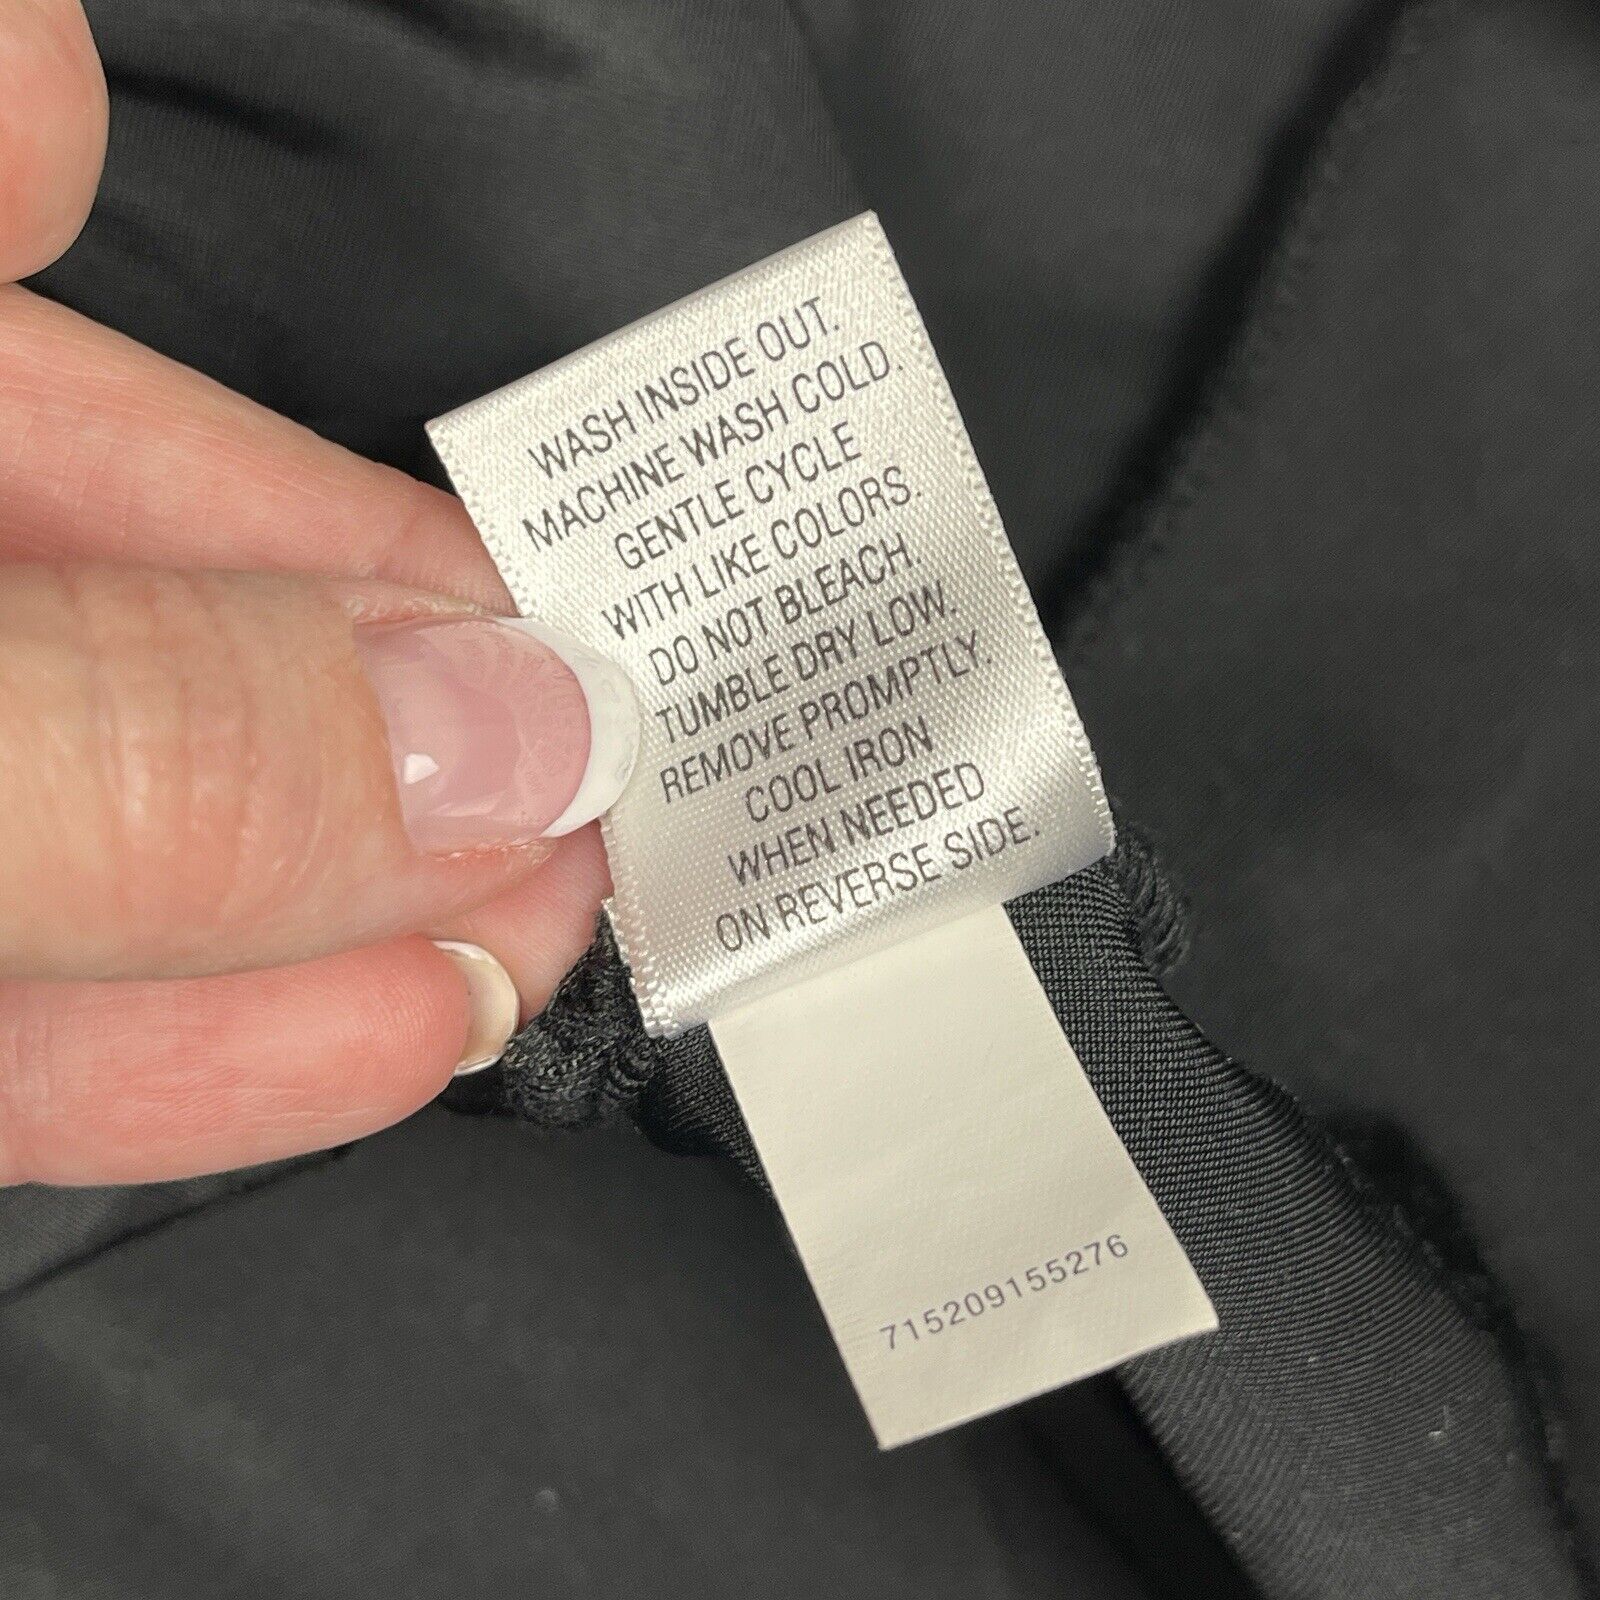 WASH INSIDE OUT.
MACHINE WASH COLD.
GENTLE CYCLE
WITH LIKE COLORS.
DO NOT BLEACH.
TUMBLE DRY LOW.
REMOVE PROMPTLY.
COOL IRON
WHEN NEEDED
ON REVERSE SIDE.
715209155276